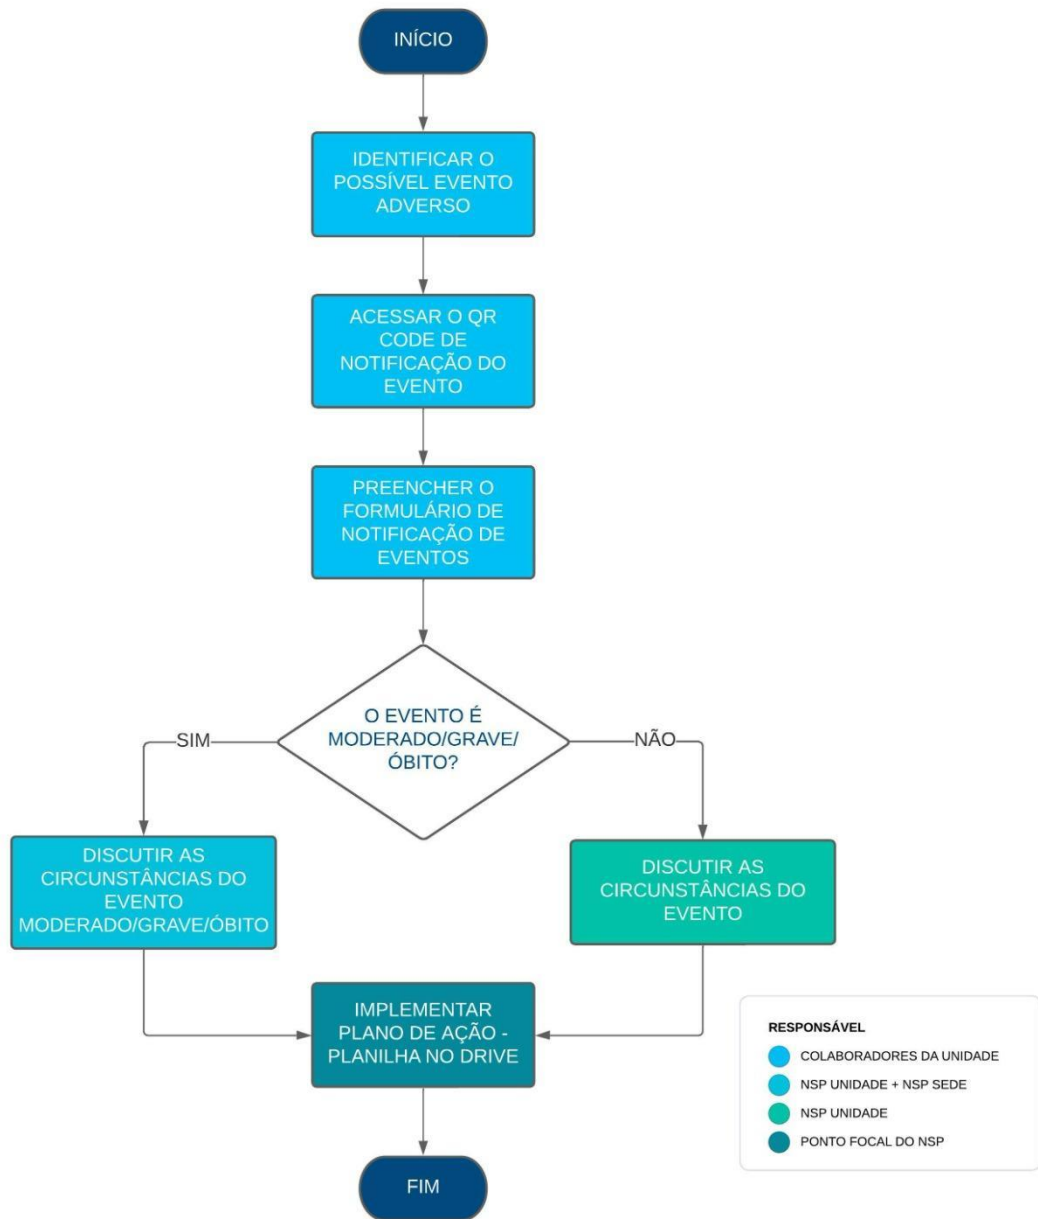 INÍCIO
IDENTIFICAR O
POSSÍVEL EVENTO
ADVERSO
ACESSAR O QR
CODE DE
NOTIFICAÇÃO DO
EVENTO
PREENCHER O
FORMULÁRIO DE
NOTIFICAÇÃO DE
EVENTOS
O EVENTO É
MODERADO/GRAVE/
ÓBITO?
SIM
NÃO
DISCUTIR AS
CIRCUNSTÂNCIAS DO
EVENTO
MODERADO/GRAVE/ÓBITO
DISCUTIR AS
CIRCUNSTÂNCIAS DO
EVENTO
IMPLEMENTAR
PLANO DE AÇÃO -
PLANILHA NO DRIVE
FIM
RESPONSÁVEL
COLABORADORES DA UNIDADE
NSP UNIDADE + NSP SEDE
NSP UNIDADE
PONTO FOCAL DO NSP